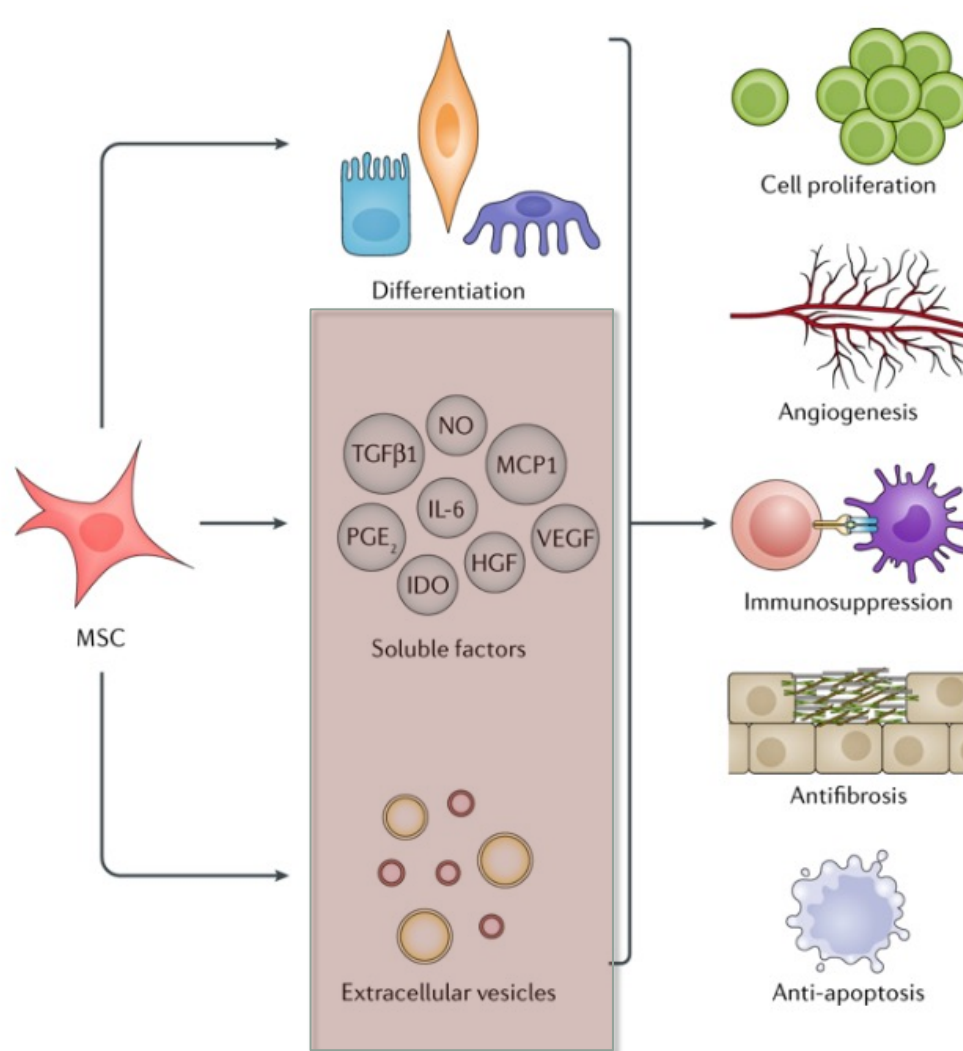 Differentiation
TGFβ1
NO
MCP1
IL-6
PGE₂
VEGF
HGF
IDO
Soluble factors
MSC
Extracellular vesicles
Cell proliferation
Angiogenesis
Immunosuppression
Antifibrosis
Anti-apoptosis